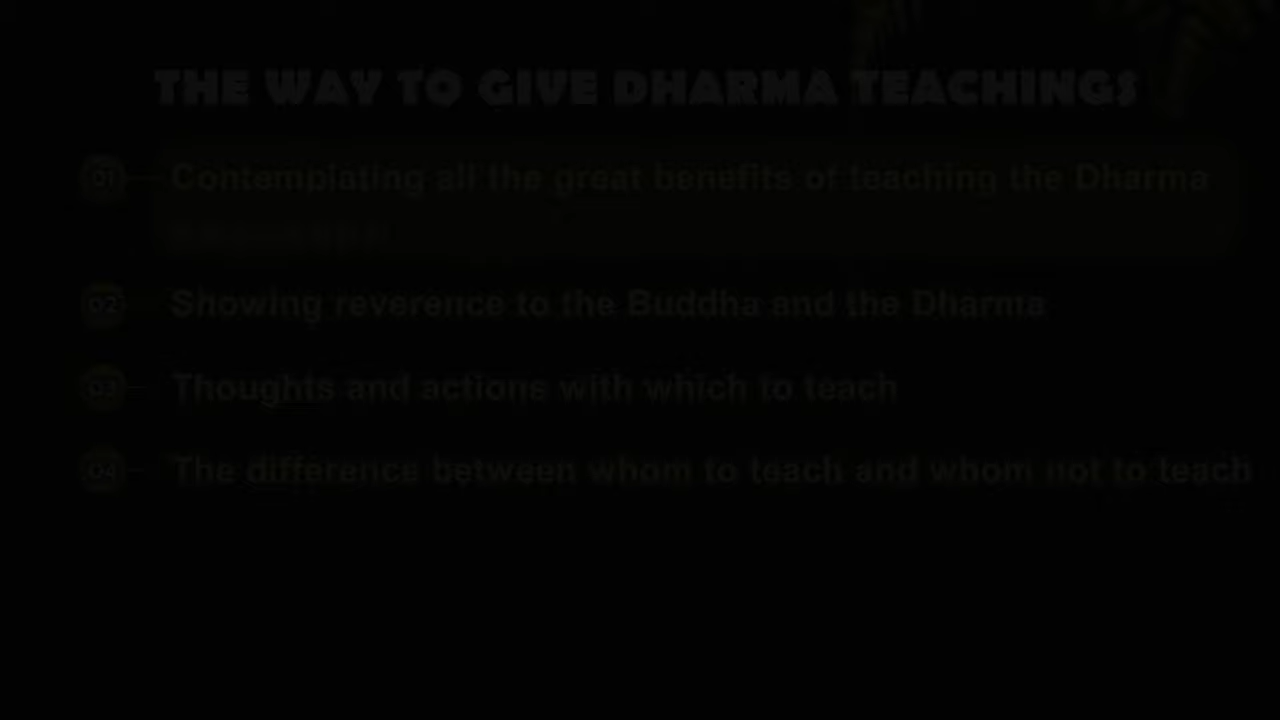 THE WAY TO GIVE DHARMA TEACHINGS
01 Contemplating all the great benefits of teaching the Dharma
02 Showing reverence to the Buddha and the Dharma
03 Thoughts and actions with which to teach
04 The difference between whom to teach and whom not to teach